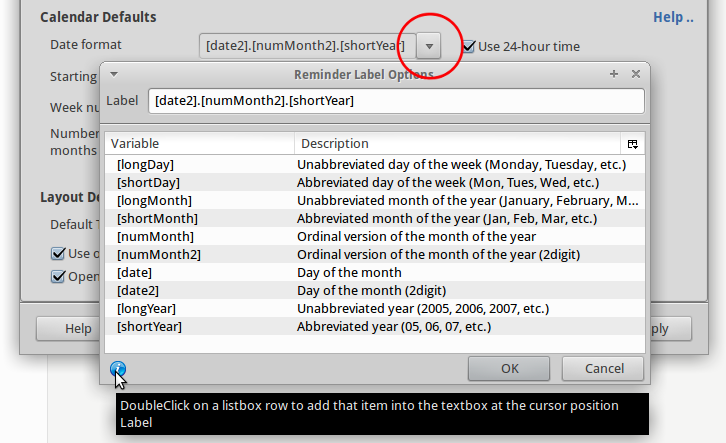 Calendar Defaults
Help ..
Date format
[date2].[numMonth2].[shortYear]
Use 24-hour time
Starting
Reminder Label Options
Week nu
Label
[date2].[numMonth2].[shortYear]
Number
months
Variable Description
[longDay] Unabbreviated day of the week (Monday, Tuesday, etc.)
[shortDay] Abbreviated day of the week (Mon, Tues, Wed, etc.)
[longMonth] Unabbreviated month of the year (January, February, M...
[shortMonth] Abbreviated month of the year (Jan, Feb, Mar, etc.)
[numMonth] Ordinal version of the month of the year
[numMonth2] Ordinal version of the month of the year (2digit)
[date] Day of the month
[date2] Day of the month (2digit)
[longYear] Unabbreviated year (2005, 2006, 2007, etc.)
[shortYear] Abbreviated year (05, 06, 07, etc.)
Layout De
Default T
Use o
Open
Help
ply
OK
Cancel
DoubleClick on a listbox row to add that item into the textbox at the cursor position
Label